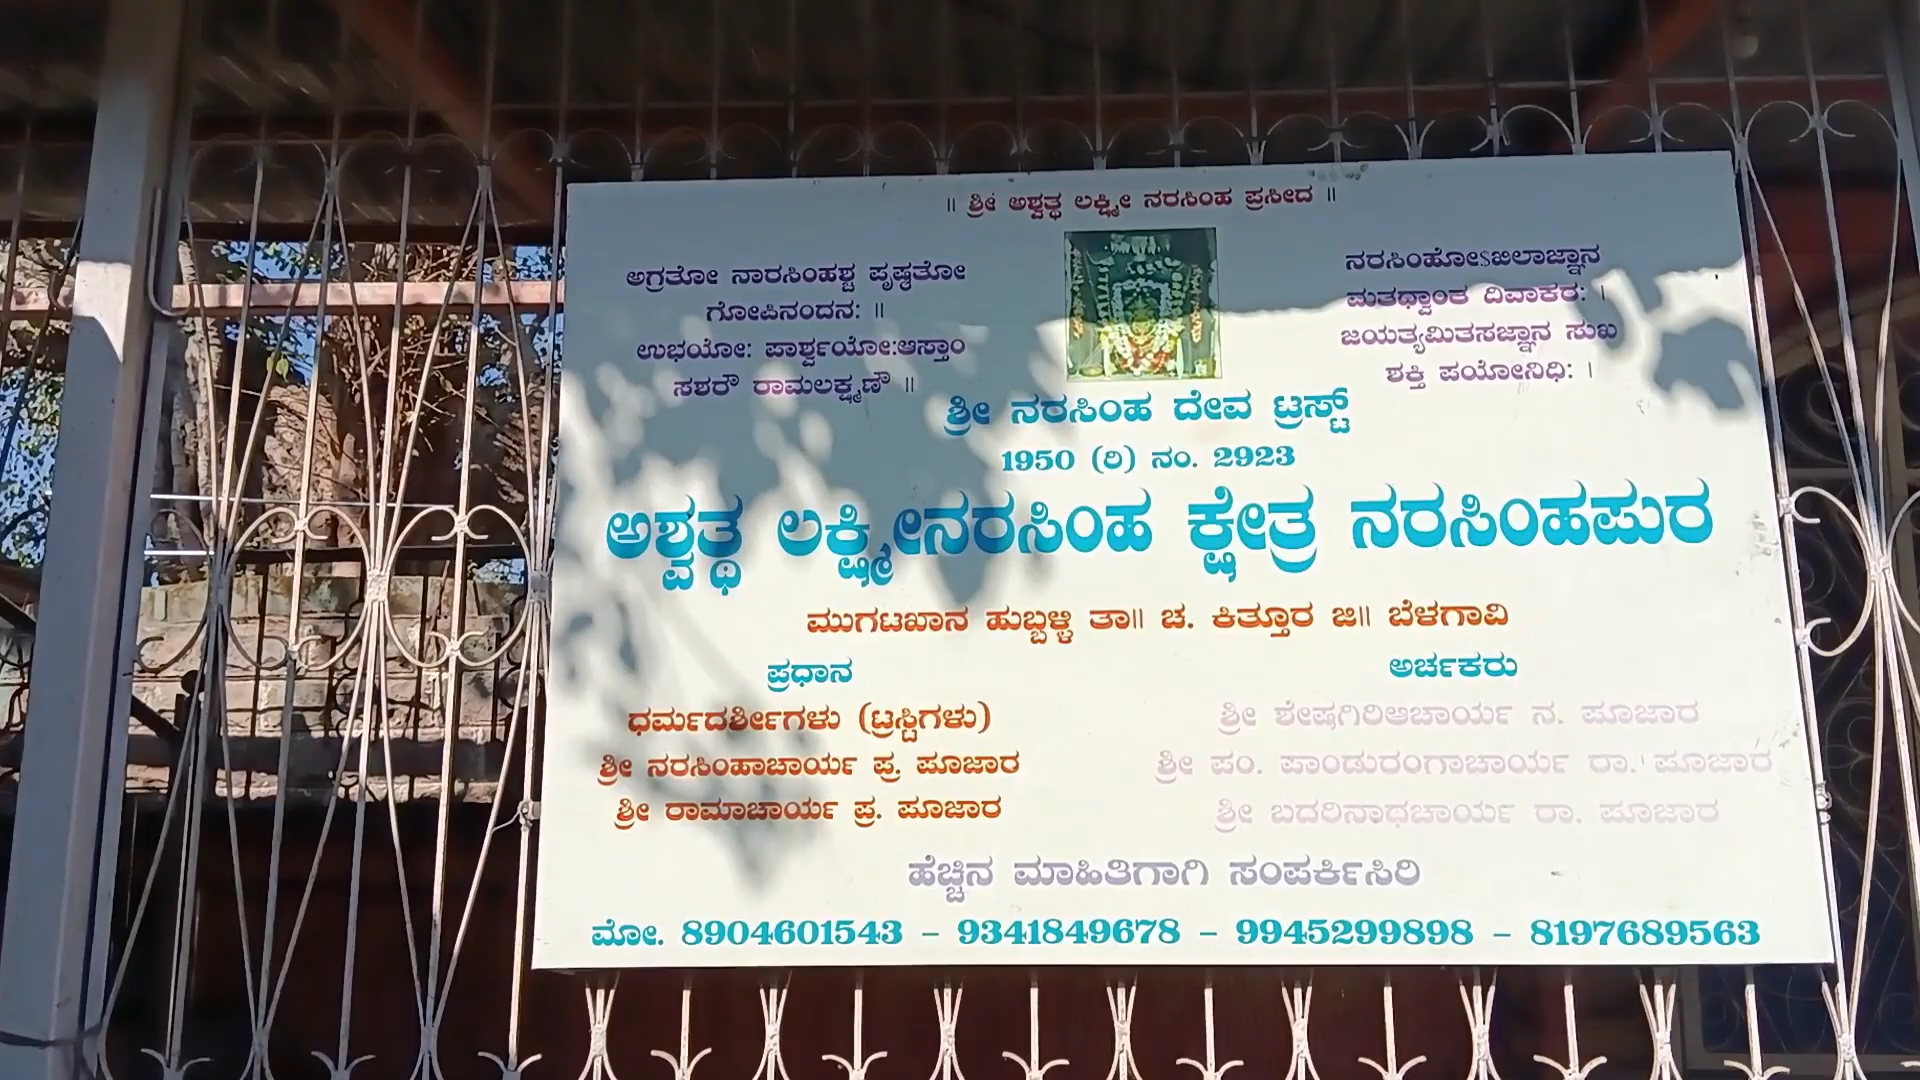 ॥ ಶ್ರೀ ಅಶ್ವತ್ಥ ಲಕ್ಷ್ಮೀ ನರಸಿಂಹ ಪ್ರಸೀದ ॥
ಅಗ್ರತೋ ನಾರಸಿಂಹಶ್ಚ ಪೃಷ್ಠತೋ
ಗೋಪಿನಂದನ: ॥
ಉಭಯೋ: ಪಾರ್ಶ್ವಯೋ:ಆಸ್ತಾಂ
ಸಶರೌ ರಾಮಲಕ್ಷ್ಮಣೌ ॥
ನರಸಿಂಹೋSಖಿಲಾಜ್ಞಾನ
ಮತಧ್ವಾಂತ ದಿವಾಕರ: ।
ಜಯತ್ಯಮಿತಸಜ್ಞಾನ ಸುಖ
ಶಕ್ತಿ ಪಯೋನಿಧಿ: ।
ಶ್ರೀ ನರಸಿಂಹ ದೇವ ಟ್ರಸ್ಟ್
1950 (ರಿ) ನಂ. 2923
ಅಶ್ವತ್ಥ ಲಕ್ಷ್ಮೀನರಸಿಂಹ ಕ್ಷೇತ್ರ ನರಸಿಂಹಪುರ
ಮುಗಟಖಾನ ಹುಬ್ಬಳ್ಳಿ ತಾ॥ ಚ. ಕಿತ್ತೂರ ಜಿ॥ ಬೆಳಗಾವಿ
ಪ್ರಧಾನ
ಧರ್ಮದರ್ಶಿಗಳು (ಟ್ರಸ್ಟಿಗಳು)
ಶ್ರೀ ನರಸಿಂಹಾಚಾರ್ಯ ಪ್ರ. ಪೂಜಾರ
ಶ್ರೀ ರಾಮಾಚಾರ್ಯ ಪ್ರ. ಪೂಜಾರ
ಅರ್ಚಕರು
ಶ್ರೀ ಶೇಷಗಿರಿಆಚಾರ್ಯ ನ. ಪೂಜಾರ
ಶ್ರೀ ಪಂ. ಪಾಂಡುರಂಗಾಚಾರ್ಯ ರಾ. ಪೂಜಾರ
ಶ್ರೀ ಬದರಿನಾಥಚಾರ್ಯ ರಾ. ಪೂಜಾರ
ಹೆಚ್ಚಿನ ಮಾಹಿತಿಗಾಗಿ ಸಂಪರ್ಕಿಸಿರಿ
ಮೋ. 8904601543 - 9341849678 - 9945299898 - 8197689563